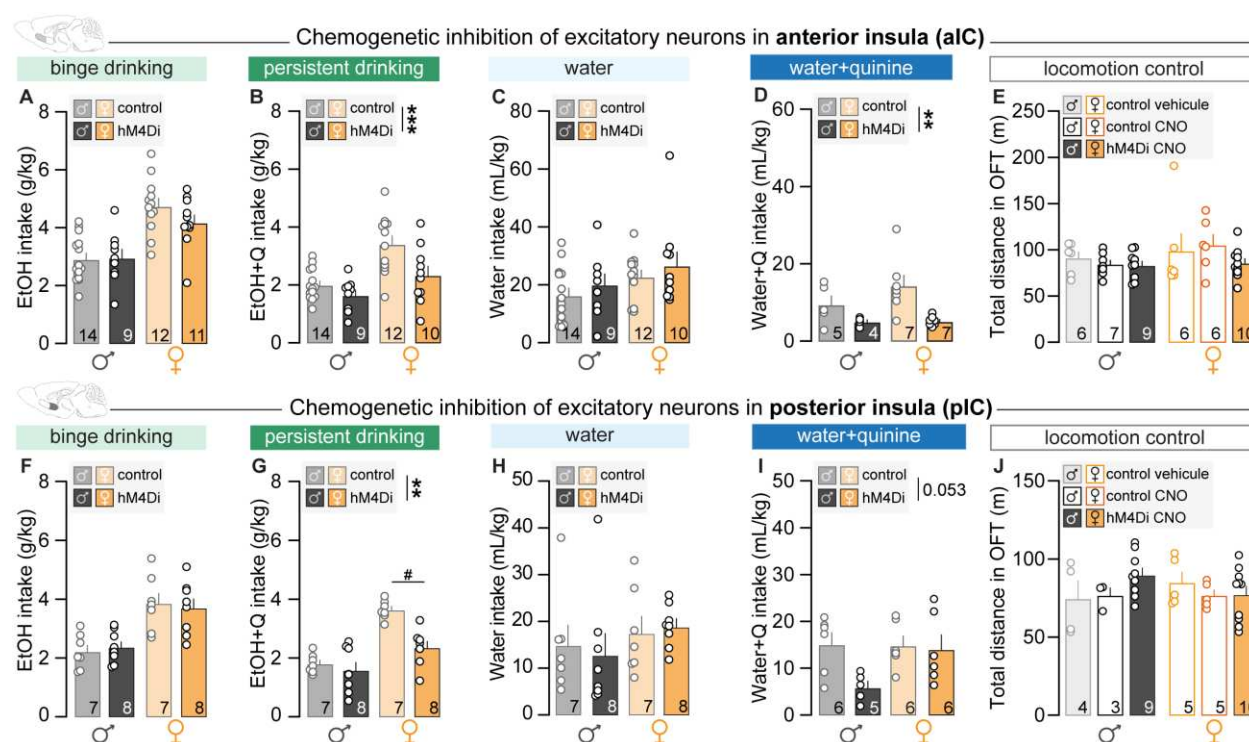 Chemogenetic inhibition of excitatory neurons in anterior insula (aIC)
binge drinking
persistent drinking
water
water+quinine
locomotion control
A
EtOH intake (g/kg)
8
6
4
2
0
♂ ♀ control
♂ ♀ hM4Di
14 9 12 11
♂ ♀
B
EtOH+Q intake (g/kg)
8
6
4
2
0
♂ ♀ control
♂ ♀ hM4Di
***
14 9 12 10
♂ ♀
C
Water intake (mL/kg)
80
60
40
20
0
♂ ♀ control
♂ ♀ hM4Di
14 9 12 10
♂ ♀
D
Water+Q intake (mL/kg)
60
40
20
0
♂ ♀ control
♂ ♀ hM4Di
**
5 4 7 7
♂ ♀
E
Total distance in OFT (m)
250
200
150
100
50
0
♂ ♀ control vehicule
♂ ♀ control CNO
♂ ♀ hM4Di CNO
6 7 9 6 6 10
♂ ♀
Chemogenetic inhibition of excitatory neurons in posterior insula (pIC)
binge drinking
persistent drinking
water
water+quinine
locomotion control
F
EtOH intake (g/kg)
8
6
4
2
0
♂ ♀ control
♂ ♀ hM4Di
7 8 7 8
♂ ♀
G
EtOH+Q intake (g/kg)
8
6
4
2
0
♂ ♀ control
♂ ♀ hM4Di
**
#
7 8 7 8
♂ ♀
H
Water intake (mL/kg)
50
40
30
20
10
0
♂ ♀ control
♂ ♀ hM4Di
7 8 7 8
♂ ♀
I
Water+Q intake (mL/kg)
50
40
30
20
10
0
♂ ♀ control
♂ ♀ hM4Di
0.053
6 5 6 6
♂ ♀
J
Total distance in OFT (m)
150
100
50
0
♂ ♀ control vehicule
♂ ♀ control CNO
♂ ♀ hM4Di CNO
4 3 9 5 5 10
♂ ♀